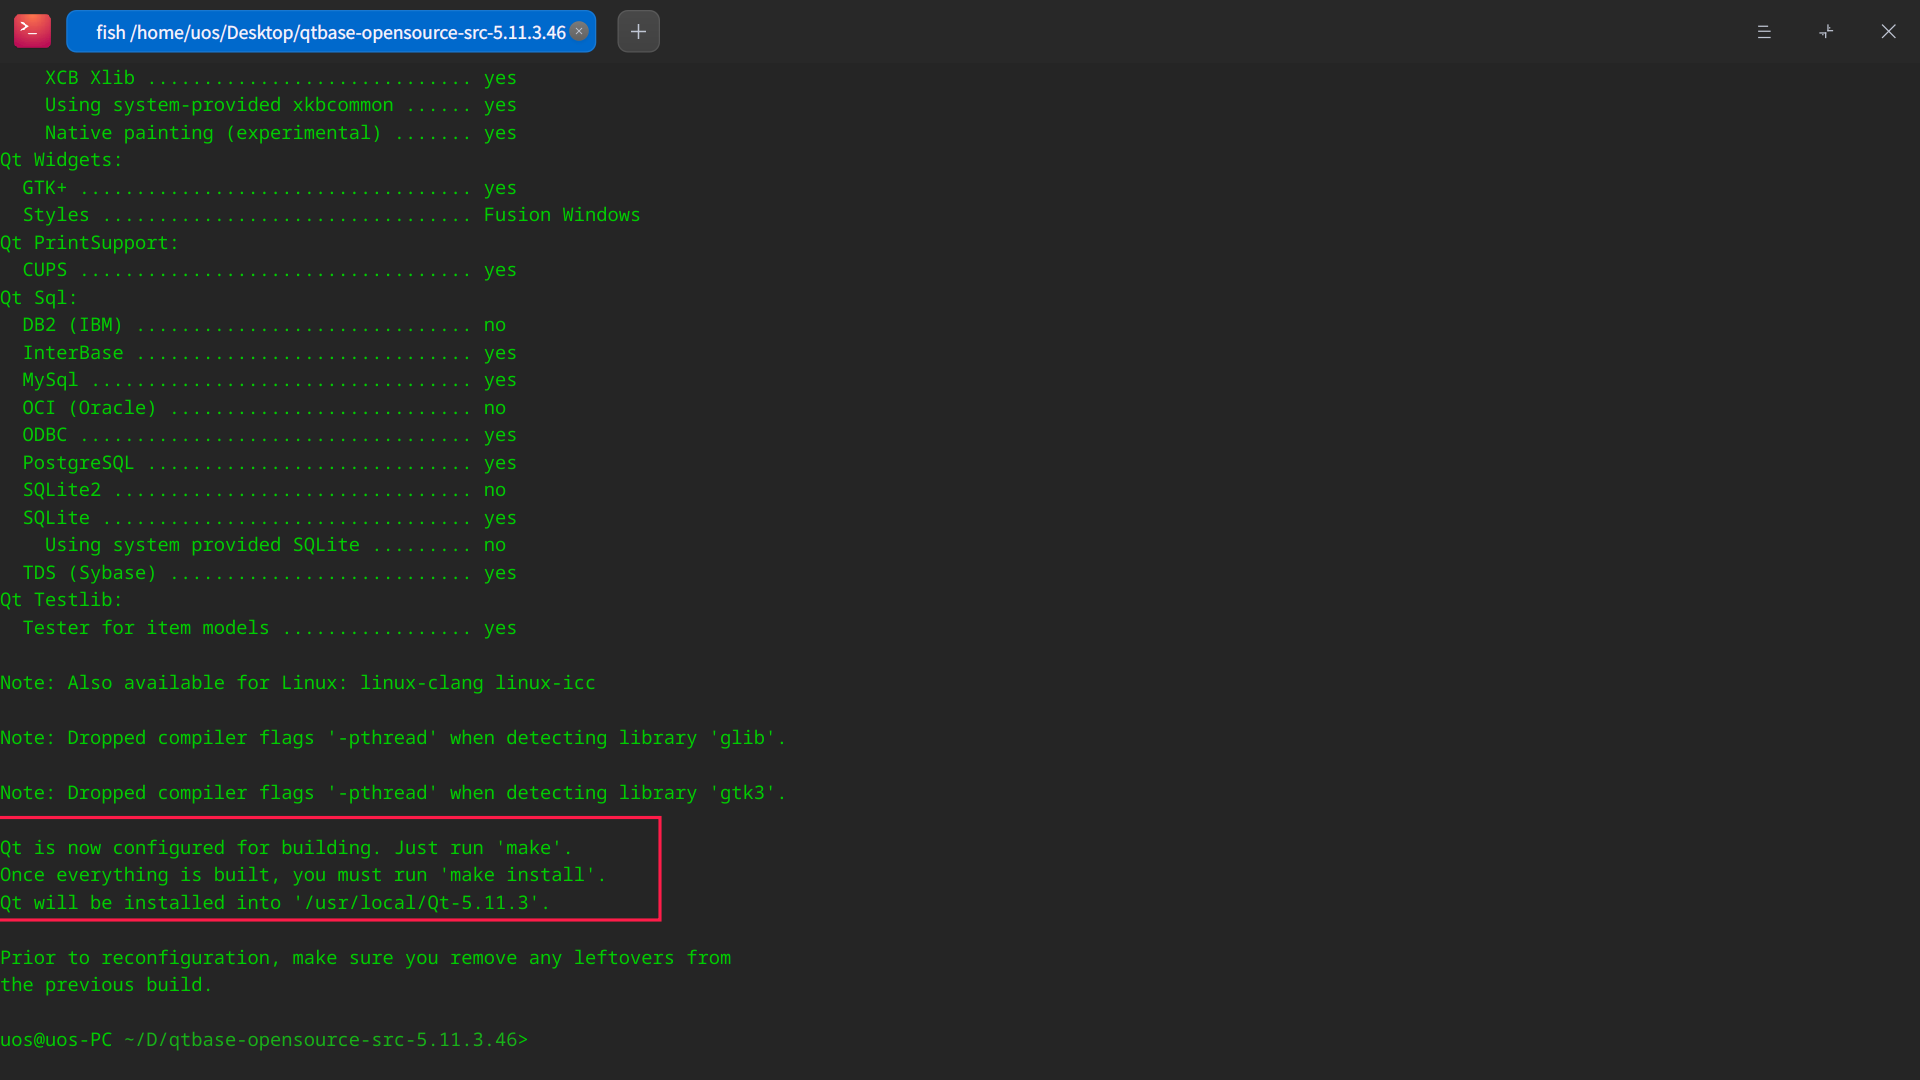 fish /home/uos/Desktop/qtbase-opensource-src-5.11.3.46
XCB Xlib ............................. yes
Using system-provided xkbcommon ...... yes
Native painting (experimental) ....... yes
Qt Widgets:
GTK+ ................................... yes
Styles ................................. Fusion Windows
Qt PrintSupport:
CUPS ................................... yes
Qt Sql:
DB2 (IBM) .............................. no
InterBase .............................. yes
MySql .................................. yes
OCI (Oracle) ........................... no
ODBC ................................... yes
PostgreSQL ............................. yes
SQLite2 ................................ no
SQLite ................................. yes
Using system provided SQLite ......... no
TDS (Sybase) ........................... yes
Qt Testlib:
Tester for item models ................. yes
Note: Also available for Linux: linux-clang linux-icc
Note: Dropped compiler flags '-pthread' when detecting library 'glib'.
Note: Dropped compiler flags '-pthread' when detecting library 'gtk3'.
Qt is now configured for building. Just run 'make'.
Once everything is built, you must run 'make install'.
Qt will be installed into '/usr/local/Qt-5.11.3'.
Prior to reconfiguration, make sure you remove any leftovers from
the previous build.
uos@uos-PC ~/D/qtbase-opensource-src-5.11.3.46>